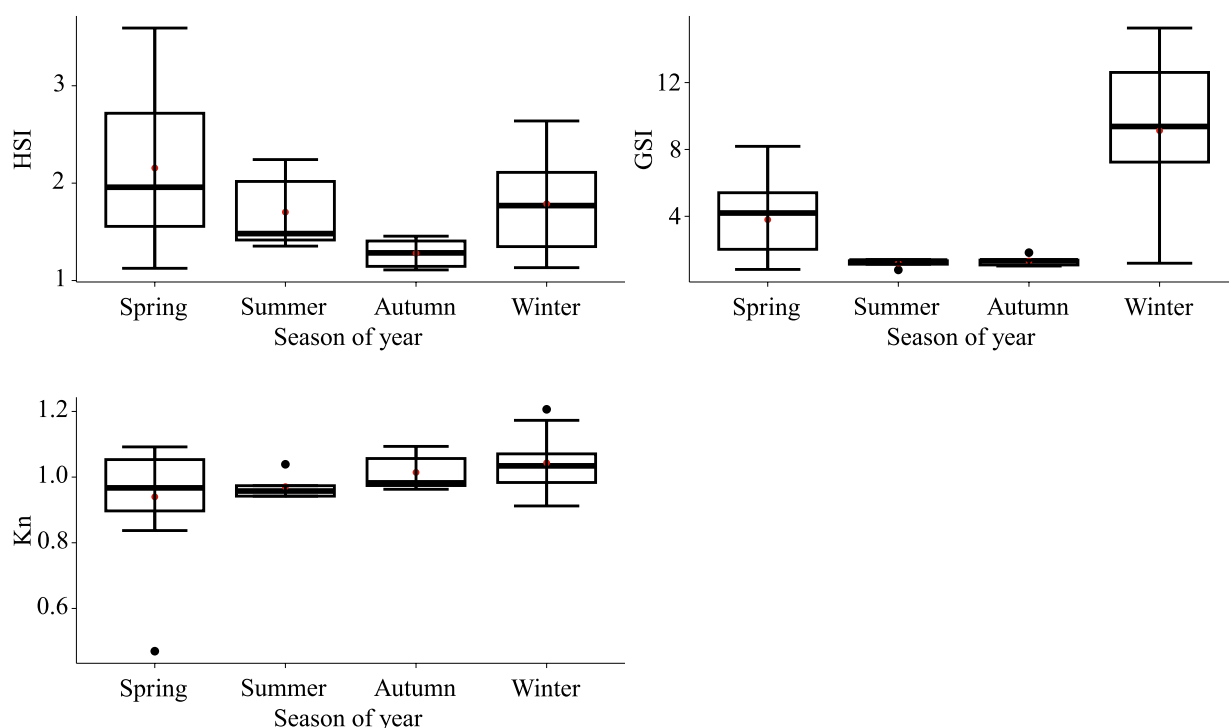 HSI
3
2
1
Spring Summer Autumn Winter
Season of year
GSI
12
8
4
Spring Summer Autumn Winter
Season of year
Kn
1.2
1.0
0.8
0.6
Spring Summer Autumn Winter
Season of year